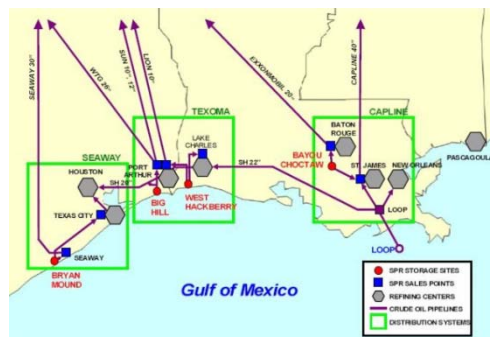 SEAWAY 30"
WTG 26"
SUN 10", 12"
LION 10"
EXXONMOBIL 20"
CAPLINE 40"
TEXOMA
CAPLINE
LAKE
CHARLES
BATON
ROUGE
PASCAGOULA
SEAWAY
HOUSTON
PORT
ARTHUR
SH 20"
SH 22"
BAYOU
CHOCTAW
ST. JAMES
NEW ORLEANS
TEXAS CITY
BIG
HILL
WEST
HACKBERRY
LOOP
LOOP
SEAWAY
BRYAN
MOUND
Gulf of Mexico
SPR STORAGE SITES
SPR SALES POINTS
REFINING CENTERS
CRUDE OIL PIPELINES
DISTRIBUTION SYSTEMS